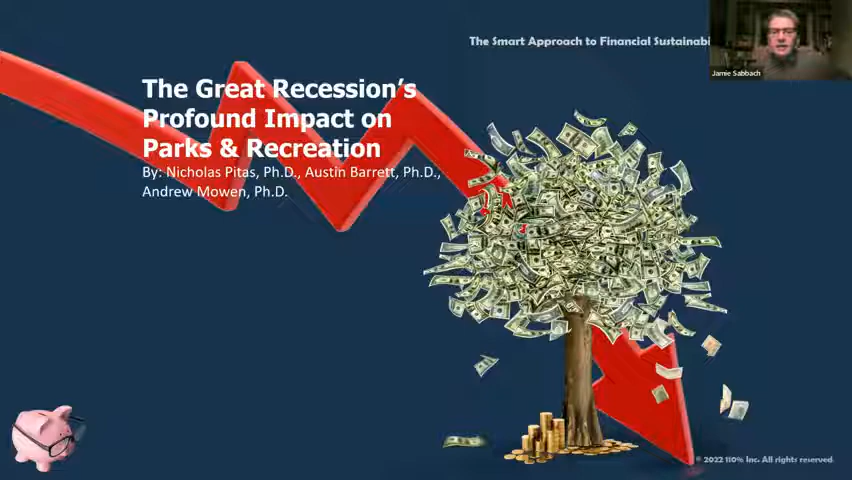 The Smart Approach to Financial Sustainabi
Jamie Sabbach
The Great Recession's
Profound Impact on
Parks & Recreation
By: Nicholas Pitas, Ph.D., Austin Barrett, Ph.D.,
Andrew Mowen, Ph.D.
© 2022 110% Inc. All rights reserved.